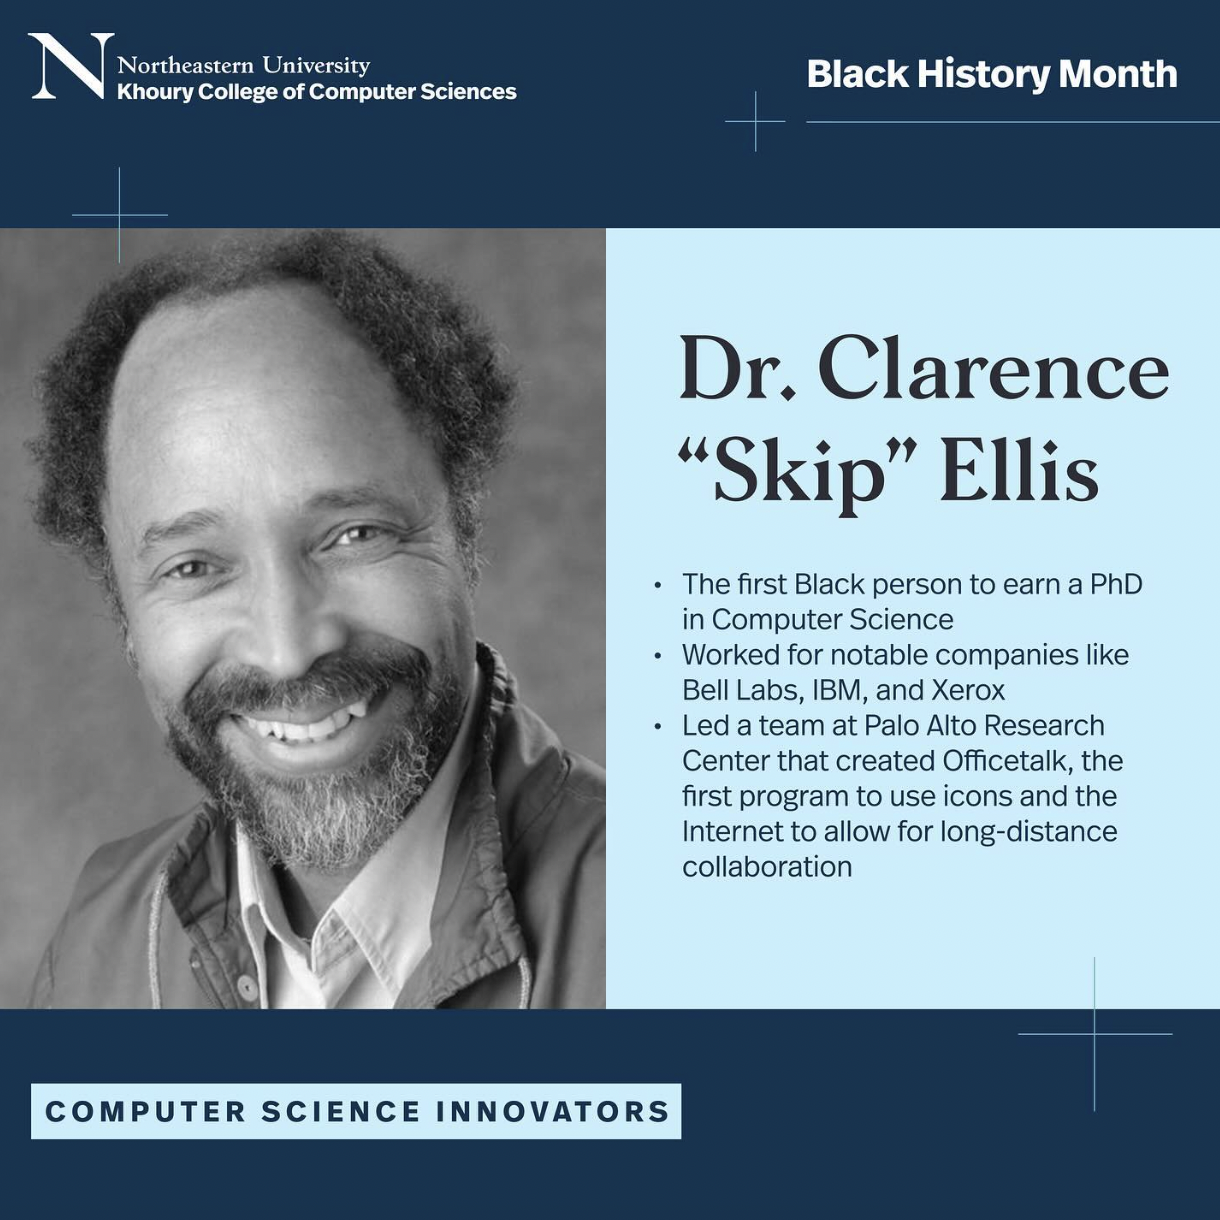 Northeastern University
Khoury College of Computer Sciences
Black History Month
Dr. Clarence
“Skip” Ellis
• The first Black person to earn a PhD
in Computer Science
• Worked for notable companies like
Bell Labs, IBM, and Xerox
• Led a team at Palo Alto Research
Center that created Officetalk, the
first program to use icons and the
Internet to allow for long-distance
collaboration
COMPUTER SCIENCE INNOVATORS